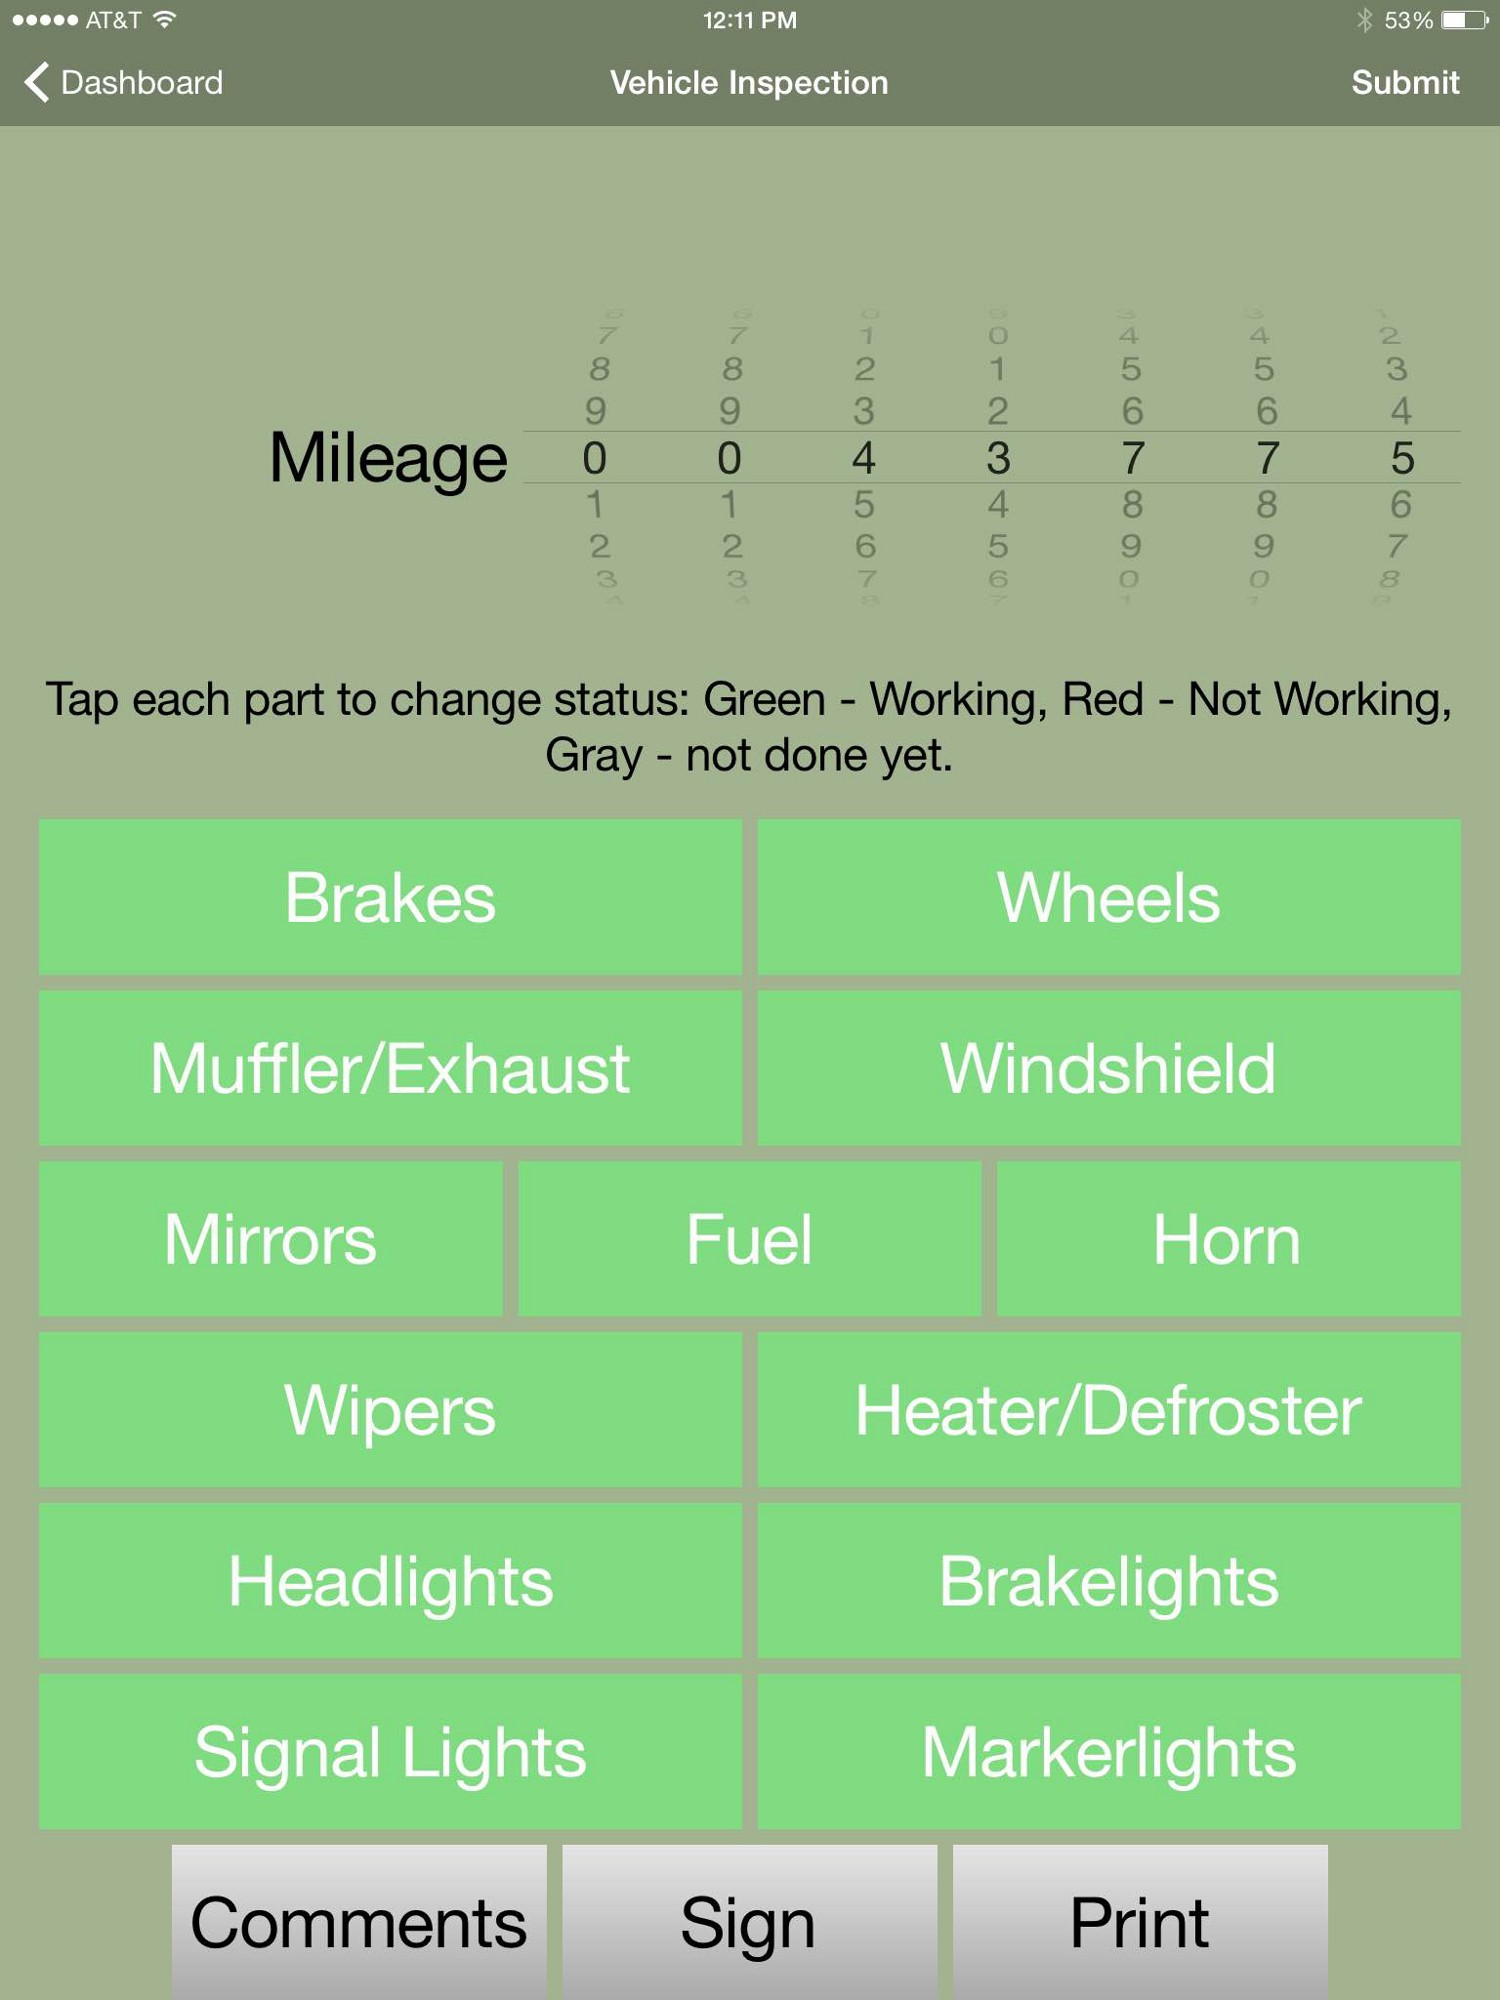 AT&T 12:11 PM 53%
Dashboard Vehicle Inspection Submit
7 7 1 0 4 4 2
8 8 2 1 5 5 3
9 9 3 2 6 6 4
Mileage 0 0 4 3 7 7 5
1 1 5 4 8 8 6
2 2 6 5 9 9 7
3 3 7 6 0 0 8
Tap each part to change status: Green - Working, Red - Not Working,
Gray - not done yet.
Brakes Wheels
Muffler/Exhaust Windshield
Mirrors Fuel Horn
Wipers Heater/Defroster
Headlights Brakelights
Signal Lights Markerlights
Comments Sign Print